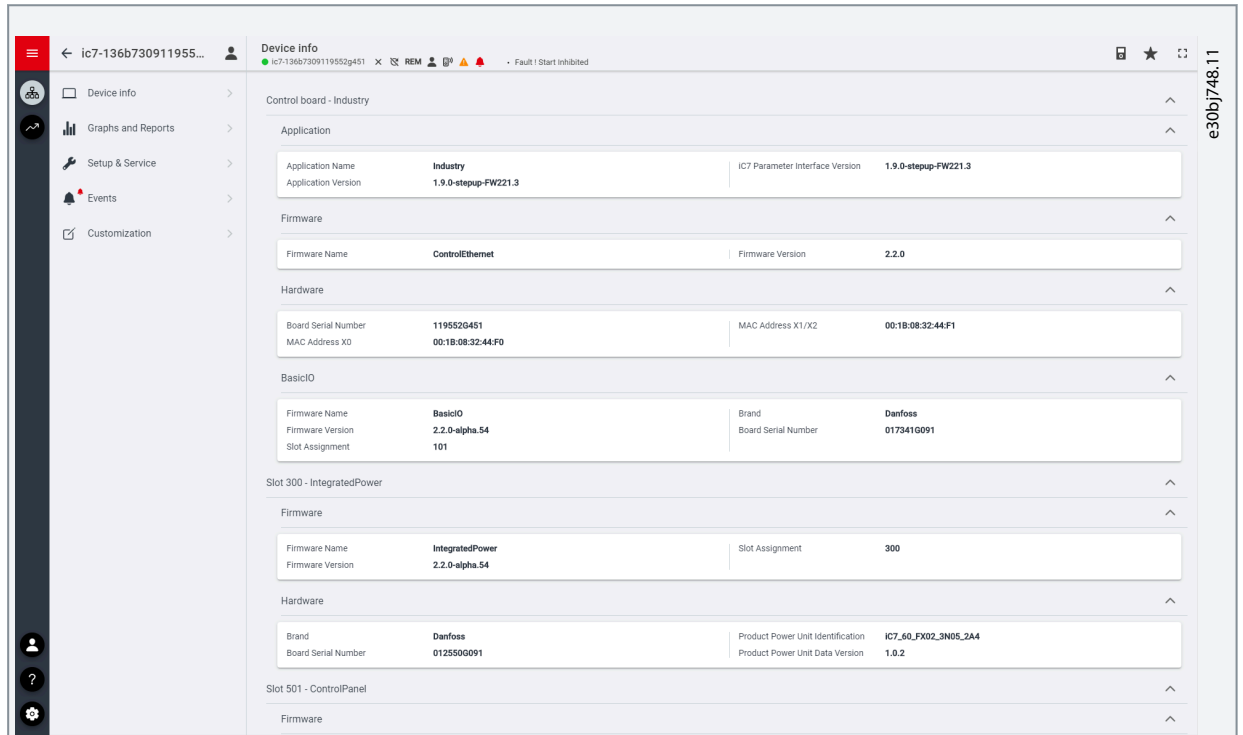 ic7-136b730911955...
Device info
ic7-136b7309119552g451 REM • Fault ! Start Inhibited
e30bj748.11
Device info
Graphs and Reports
Setup & Service
Events
Customization
Control board - Industry
Application
Application Name Industry iC7 Parameter Interface Version 1.9.0-stepup-FW221.3
Application Version 1.9.0-stepup-FW221.3
Firmware
Firmware Name ControlEthernet Firmware Version 2.2.0
Hardware
Board Serial Number 119552G451 MAC Address X1/X2 00:1B:08:32:44:F1
MAC Address X0 00:1B:08:32:44:F0
BasicIO
Firmware Name BasicIO Brand Danfoss
Firmware Version 2.2.0-alpha.54 Board Serial Number 017341G091
Slot Assignment 101
Slot 300 - IntegratedPower
Firmware
Firmware Name IntegratedPower Slot Assignment 300
Firmware Version 2.2.0-alpha.54
Hardware
Brand Danfoss Product Power Unit Identification iC7_60_FX02_3N05_2A4
Board Serial Number 012550G091 Product Power Unit Data Version 1.0.2
Slot 501 - ControlPanel
Firmware
?